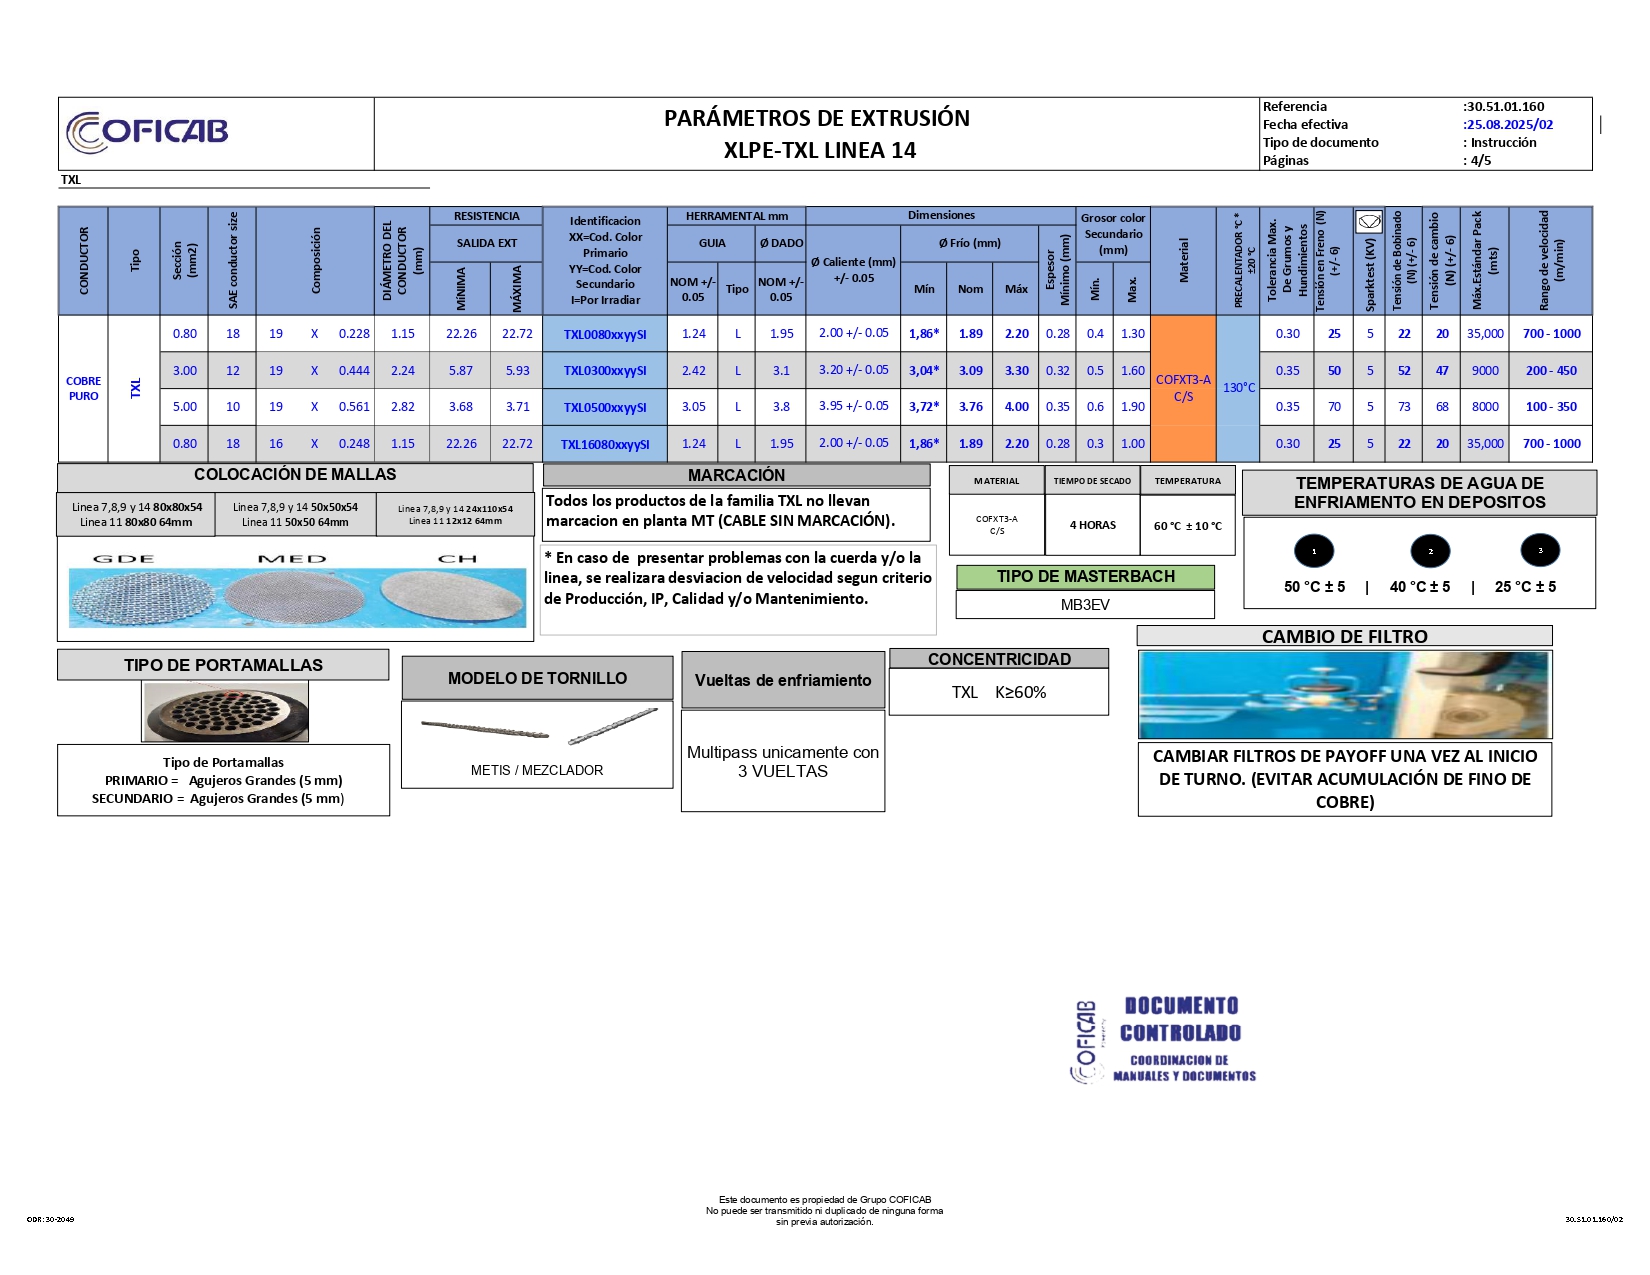 COFICAB
PARÁMETROS DE EXTRUSIÓN
XLPE-TXL LINEA 14
Referencia :30.51.01.160
Fecha efectiva :25.08.2025/02
Tipo de documento : Instrucción
Páginas : 4/5
TXL
CONDUCTOR
Tipo
Sección (mm2)
SAE conductor size
Composición
DIÁMETRO DEL CONDUCTOR (mm)
RESISTENCIA
SALIDA EXT
MíNIMA
MÁXIMA
Identificacion
XX=Cod. Color
Primario
YY=Cod. Color
Secundario
I=Por Irradiar
HERRAMENTAL mm
GUIA
Ø DADO
NOM +/- 0.05
Tipo
NOM +/- 0.05
Dimensiones
Ø Caliente (mm)
+/- 0.05
Ø Frío (mm)
Mín
Nom
Máx
Espesor Mínimo (mm)
Grosor color
Secundario
(mm)
Mín.
Max.
Material
PRECALENTADOR °C * ±20 °C
Tolerancia Max. De Grumos y Hundimientos
Tensión en Freno (N) (+/- 6)
Sparktest (KV)
Tensión de Bobinado (N) (+/- 6)
Tensión de cambio (N) (+/- 6)
Máx.Estándar Pack (mts)
Rango de velocidad (m/min)
COBRE
PURO
TXL
0.80 18 19 X 0.228 1.15 22.26 22.72 TXL0080xxyySI 1.24 L 1.95 2.00 +/- 0.05 1,86* 1.89 2.20 0.28 0.4 1.30 0.30 25 5 22 20 35,000 700 - 1000
3.00 12 19 X 0.444 2.24 5.87 5.93 TXL0300xxyySI 2.42 L 3.1 3.20 +/- 0.05 3,04* 3.09 3.30 0.32 0.5 1.60 0.35 50 5 52 47 9000 200 - 450
COFXT3-A
C/S
130°C
5.00 10 19 X 0.561 2.82 3.68 3.71 TXL0500xxyySI 3.05 L 3.8 3.95 +/- 0.05 3,72* 3.76 4.00 0.35 0.6 1.90 0.35 70 5 73 68 8000 100 - 350
0.80 18 16 X 0.248 1.15 22.26 22.72 TXL16080xxyySI 1.24 L 1.95 2.00 +/- 0.05 1,86* 1.89 2.20 0.28 0.3 1.00 0.30 25 5 22 20 35,000 700 - 1000
COLOCACIÓN DE MALLAS
Linea 7,8,9 y 14 80x80x54
Linea 11 80x80 64mm
Linea 7,8,9 y 14 50x50x54
Linea 11 50x50 64mm
Linea 7,8,9 y 14 24x110x54
Linea 11 12x12 64mm
GDE MED CH
MARCACIÓN
Todos los productos de la familia TXL no llevan
marcacion en planta MT (CABLE SIN MARCACIÓN).
* En caso de presentar problemas con la cuerda y/o la
linea, se realizara desviacion de velocidad segun criterio
de Producción, IP, Calidad y/o Mantenimiento.
MATERIAL TIEMPO DE SECADO TEMPERATURA
COFXT3-A
C/S
4 HORAS
60 °C ± 10 °C
TIPO DE MASTERBACH
MB3EV
TEMPERATURAS DE AGUA DE
ENFRIAMIENTO EN DEPOSITOS
1 2 3
50 °C ± 5 | 40 °C ± 5 | 25 °C ± 5
TIPO DE PORTAMALLAS
Tipo de Portamallas
PRIMARIO = Agujeros Grandes (5 mm)
SECUNDARIO = Agujeros Grandes (5 mm)
MODELO DE TORNILLO
METIS / MEZCLADOR
Vueltas de enfriamiento
Multipass unicamente con
3 VUELTAS
CONCENTRICIDAD
TXL K≥60%
CAMBIO DE FILTRO
CAMBIAR FILTROS DE PAYOFF UNA VEZ AL INICIO
DE TURNO. (EVITAR ACUMULACIÓN DE FINO DE
COBRE)
COFICAB
DOCUMENTO
CONTROLADO
COORDINACION DE
MANUALES Y DOCUMENTOS
Este documento es propiedad de Grupo COFICAB
No puede ser transmitido ni duplicado de ninguna forma
sin previa autorización.
ODR: 30-2049
30.51.01.160/02